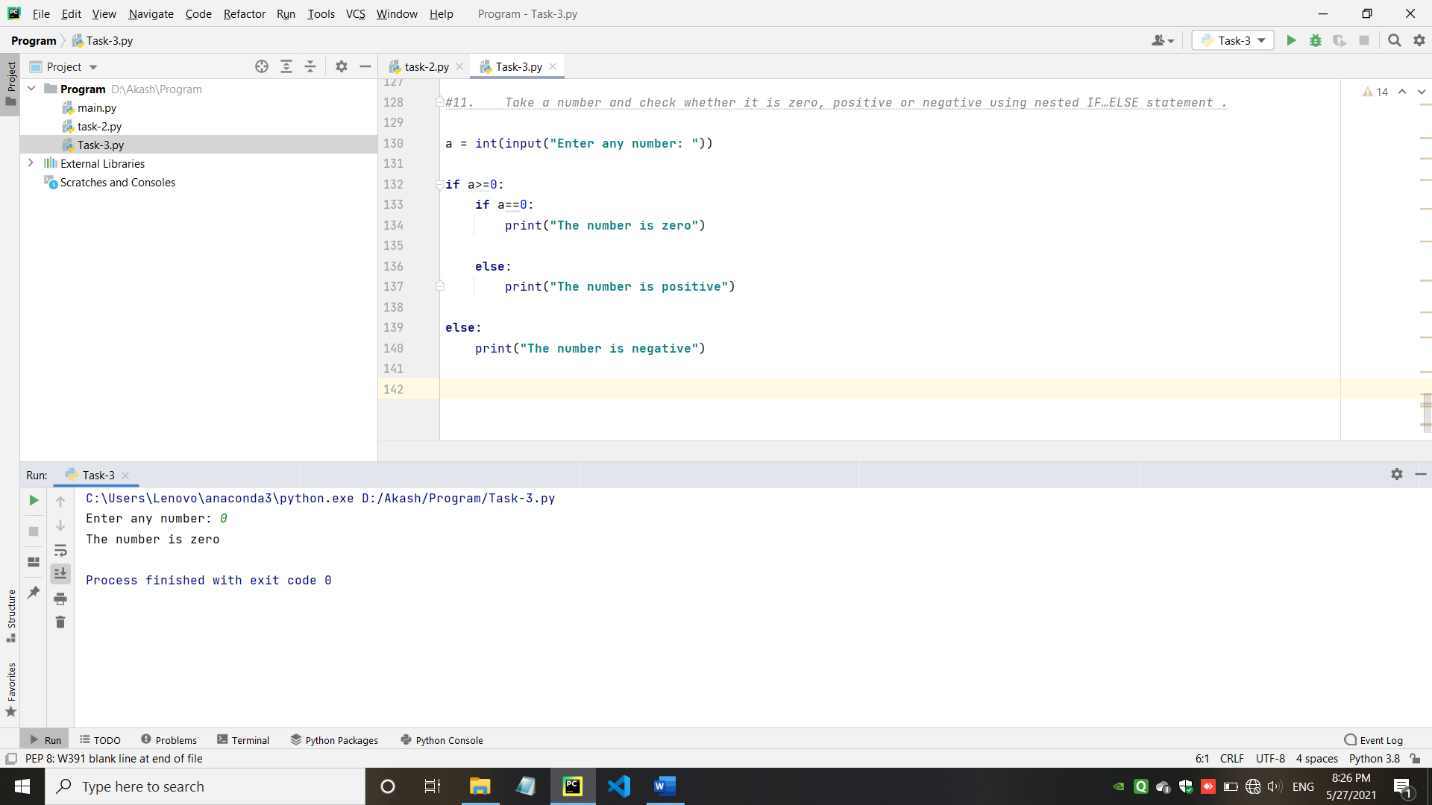 File Edit View Navigate Code Refactor Run Tools VCS Window Help Program - Task-3.py
Program Task-3.py Task-3
Project
Project
Program D:\Akash\Program
main.py
task-2.py
Task-3.py
External Libraries
Scratches and Consoles
task-2.py Task-3.py
14
127
128 #11. Take a number and check whether it is zero, positive or negative using nested IF…ELSE statement .
129
130 a = int(input("Enter any number: "))
131
132 if a>=0:
133 if a==0:
134 print("The number is zero")
135
136 else:
137 print("The number is positive")
138
139 else:
140 print("The number is negative")
141
142
Structure
Favorites
Run: Task-3
C:\Users\Lenovo\anaconda3\python.exe D:/Akash/Program/Task-3.py
Enter any number: 0
The number is zero
Process finished with exit code 0
Run TODO Problems Terminal Python Packages Python Console Event Log
PEP 8: W391 blank line at end of file 6:1 CRLF UTF-8 4 spaces Python 3.8
Type here to search
ENG
8:26 PM
5/27/2021
1